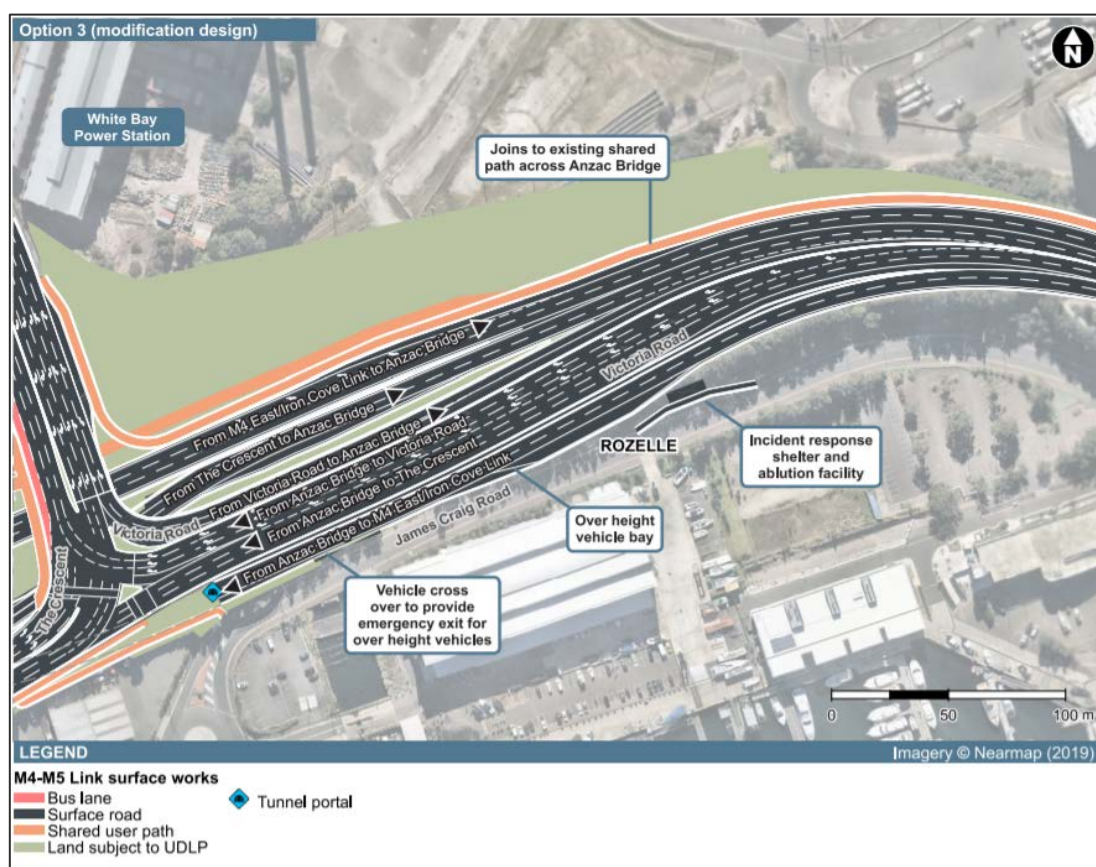 Option 3 (modification design)
N
White Bay
Power Station
Joins to existing shared
path across Anzac Bridge
From M4 East/Iron Cove Link to Anzac Bridge
From The Crescent to Anzac Bridge
From Victoria Road to Anzac Bridge
From Anzac Bridge to Victoria Road
From Anzac Bridge to The Crescent
From Anzac Bridge to M4 East/Iron Cove Link
Victoria Road
Victoria Road
The Crescent
James Craig Road
ROZELLE
Incident response
shelter and
ablution facility
Over height
vehicle bay
Vehicle cross
over to provide
emergency exit for
over height vehicles
0 50 100 m
LEGEND
Imagery © Nearmap (2019)
M4-M5 Link surface works
Bus lane
Tunnel portal
Surface road
Shared user path
Land subject to UDLP